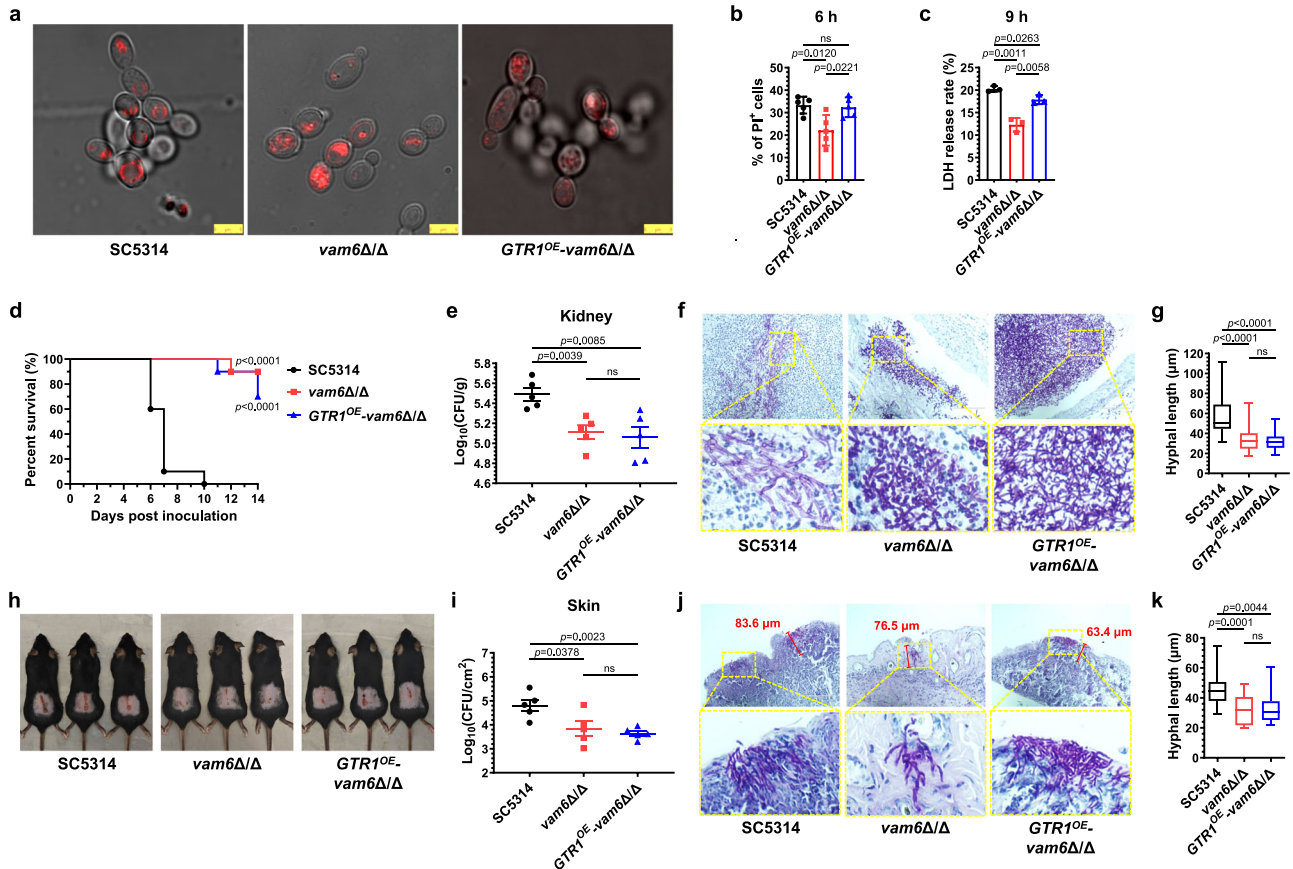 a
SC5314
vam6Δ/Δ
GTR1OE-vam6Δ/Δ
b
6 h
ns
p=0.0120
p=0.0221
% of PI+ cells
50
40
30
20
10
0
SC5314
vam6Δ/Δ
GTR1OE-vam6Δ/Δ
c
9 h
p=0.0263
p=0.0011
p=0.0058
LDH release rate (%)
25
20
15
10
5
0
SC5314
vam6Δ/Δ
GTR1OE-vam6Δ/Δ
d
Percent survival (%)
100
80
60
40
20
0
0 2 4 6 8 10 12 14
Days post inoculation
p<0.0001
p<0.0001
SC5314
vam6Δ/Δ
GTR1OE-vam6Δ/Δ
e
Kidney
p=0.0085
p=0.0039
ns
Log10(CFU/g)
5.8
5.6
5.4
5.2
5.0
4.8
4.6
SC5314
vam6Δ/Δ
GTR1OE-vam6Δ/Δ
f
SC5314
vam6Δ/Δ
GTR1OE-
vam6Δ/Δ
g
p<0.0001
p<0.0001
ns
Hyphal length (μm)
120
100
80
60
40
20
0
SC5314
vam6Δ/Δ
GTR1OE-vam6Δ/Δ
h
SC5314
vam6Δ/Δ
GTR1OE-
vam6Δ/Δ
i
Skin
p=0.0023
p=0.0378
ns
Log10(CFU/cm2)
7
6
5
4
3
2
SC5314
vam6Δ/Δ
GTR1OE-vam6Δ/Δ
j
83.6 μm
76.5 μm
63.4 μm
SC5314
vam6Δ/Δ
GTR1OE-
vam6Δ/Δ
k
p=0.0044
p=0.0001
ns
Hyphal length (μm)
80
60
40
20
0
SC5314
vam6Δ/Δ
GTR1OE-vam6Δ/Δ